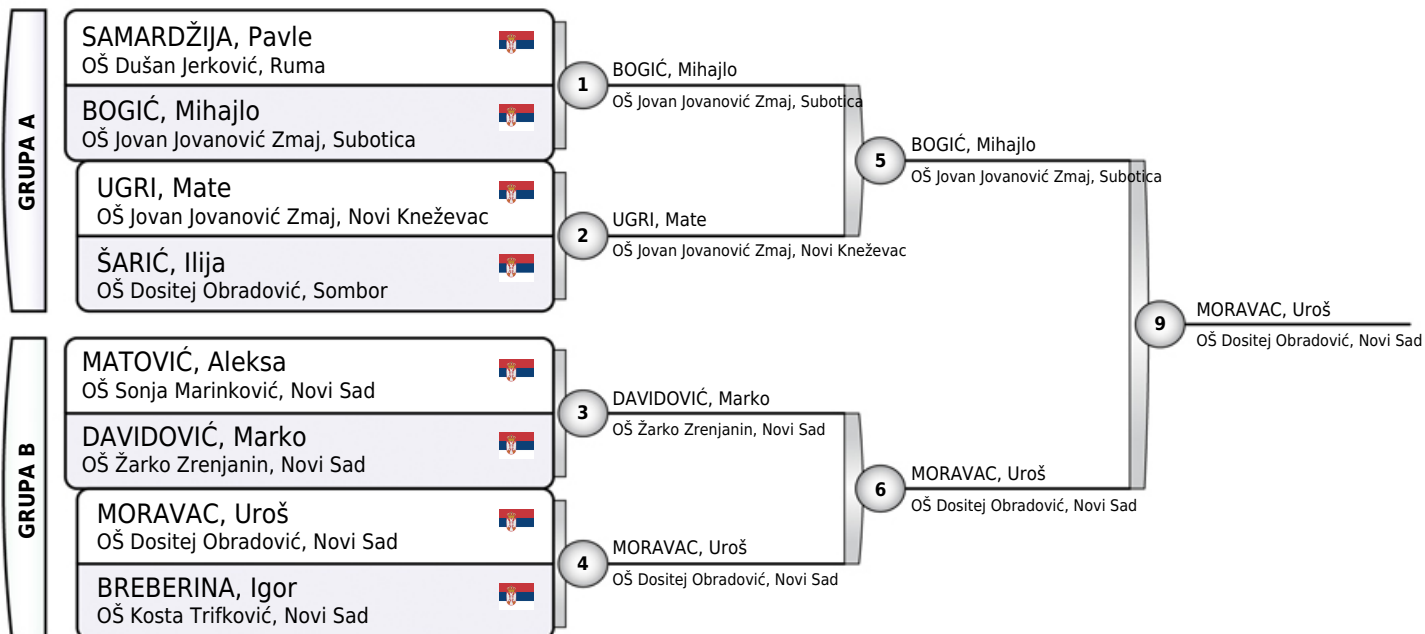 GRUPA A
SAMARDŽIJA, Pavle
OŠ Dušan Jerković, Ruma
BOGIĆ, Mihajlo
OŠ Jovan Jovanović Zmaj, Subotica
UGRI, Mate
OŠ Jovan Jovanović Zmaj, Novi Kneževac
ŠARIĆ, Ilija
OŠ Dositej Obradović, Sombor
1
BOGIĆ, Mihajlo
OŠ Jovan Jovanović Zmaj, Subotica
2
UGRI, Mate
OŠ Jovan Jovanović Zmaj, Novi Kneževac
5
BOGIĆ, Mihajlo
OŠ Jovan Jovanović Zmaj, Subotica
GRUPA B
MATOVIĆ, Aleksa
OŠ Sonja Marinković, Novi Sad
DAVIDOVIĆ, Marko
OŠ Žarko Zrenjanin, Novi Sad
MORAVAC, Uroš
OŠ Dositej Obradović, Novi Sad
BREBERINA, Igor
OŠ Kosta Trifković, Novi Sad
3
DAVIDOVIĆ, Marko
OŠ Žarko Zrenjanin, Novi Sad
4
MORAVAC, Uroš
OŠ Dositej Obradović, Novi Sad
6
MORAVAC, Uroš
OŠ Dositej Obradović, Novi Sad
9
MORAVAC, Uroš
OŠ Dositej Obradović, Novi Sad